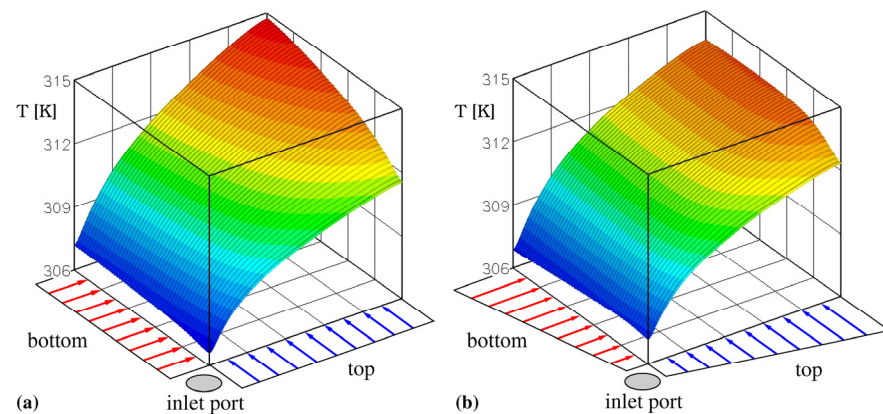 315
T [K]
312
309
306
bottom
top
(a)
inlet port
315
T [K]
312
309
306
bottom
top
(b)
inlet port